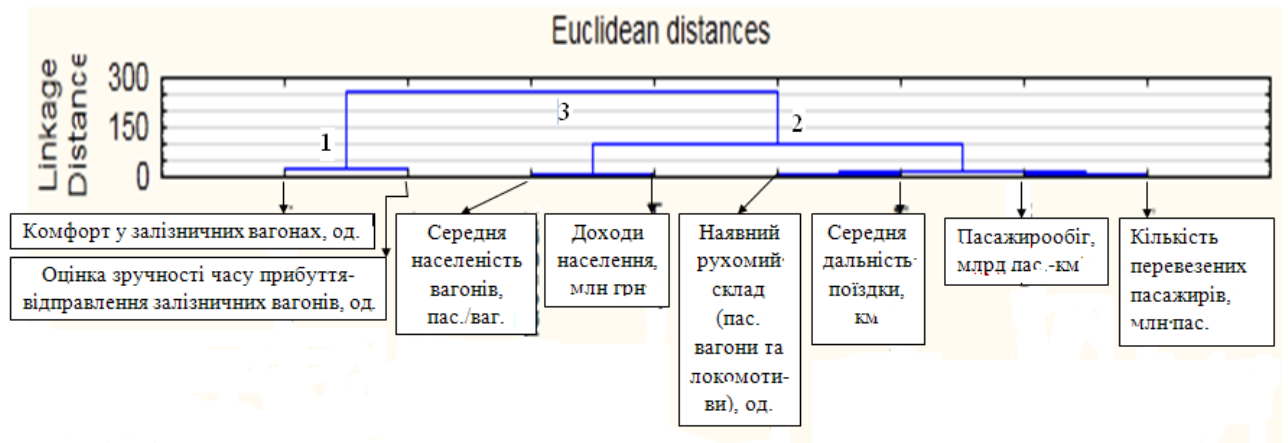 Euclidean distances
Linkage
Distance
300
150
0
1
3
2
Комфорт у залізничних вагонах, од.
Оцінка зручності часу прибуття-
відправлення залізничних вагонів, од.
Середня
населеність
вагонів,
пас./ваг.
Доходи
населення,
млн грн
Наявний
рухомий
склад
(пас.
вагони та
локомоти-
ви), од.
Середня
дальність
поїздки,
км
Пасажирообіг,
млрд пас.-км
Кількість
перевезених
пасажирів,
млн пас.